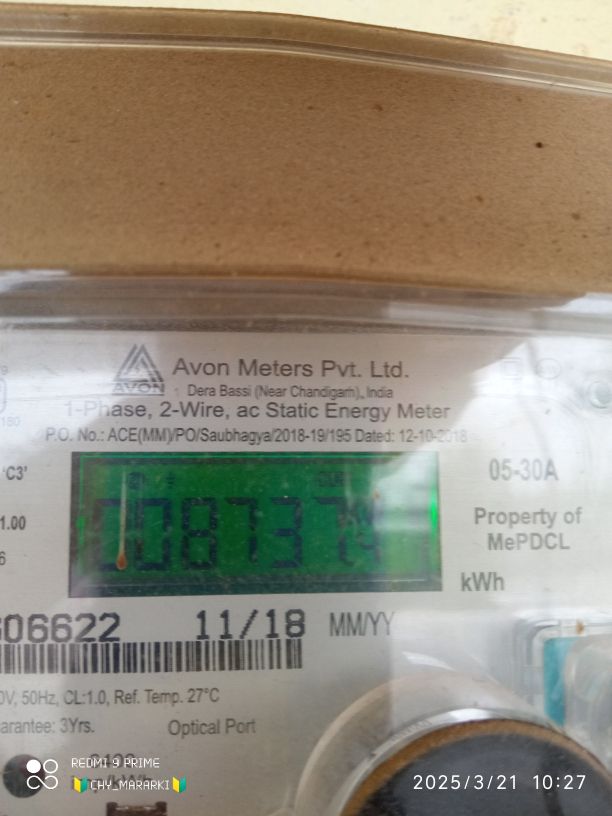 AVON
Avon Meters Pvt. Ltd.
Dera Bassi (Near Chandigarh), India
1-Phase, 2-Wire, ac Static Energy Meter
P.O. No.: ACE(MM)/PO/Saubhagya/2018-19/195 Dated: 12-10-2018
'C3'
05-30A
1.00
Property of
MePDCL
kWh
606622 11/18 MM/YY
0V, 50Hz, CL:1.0, Ref. Temp. 27°C
arantee: 3Yrs. Optical Port
REDMI 9 PRIME
CHY_MARARKI
2025/3/21 10:27